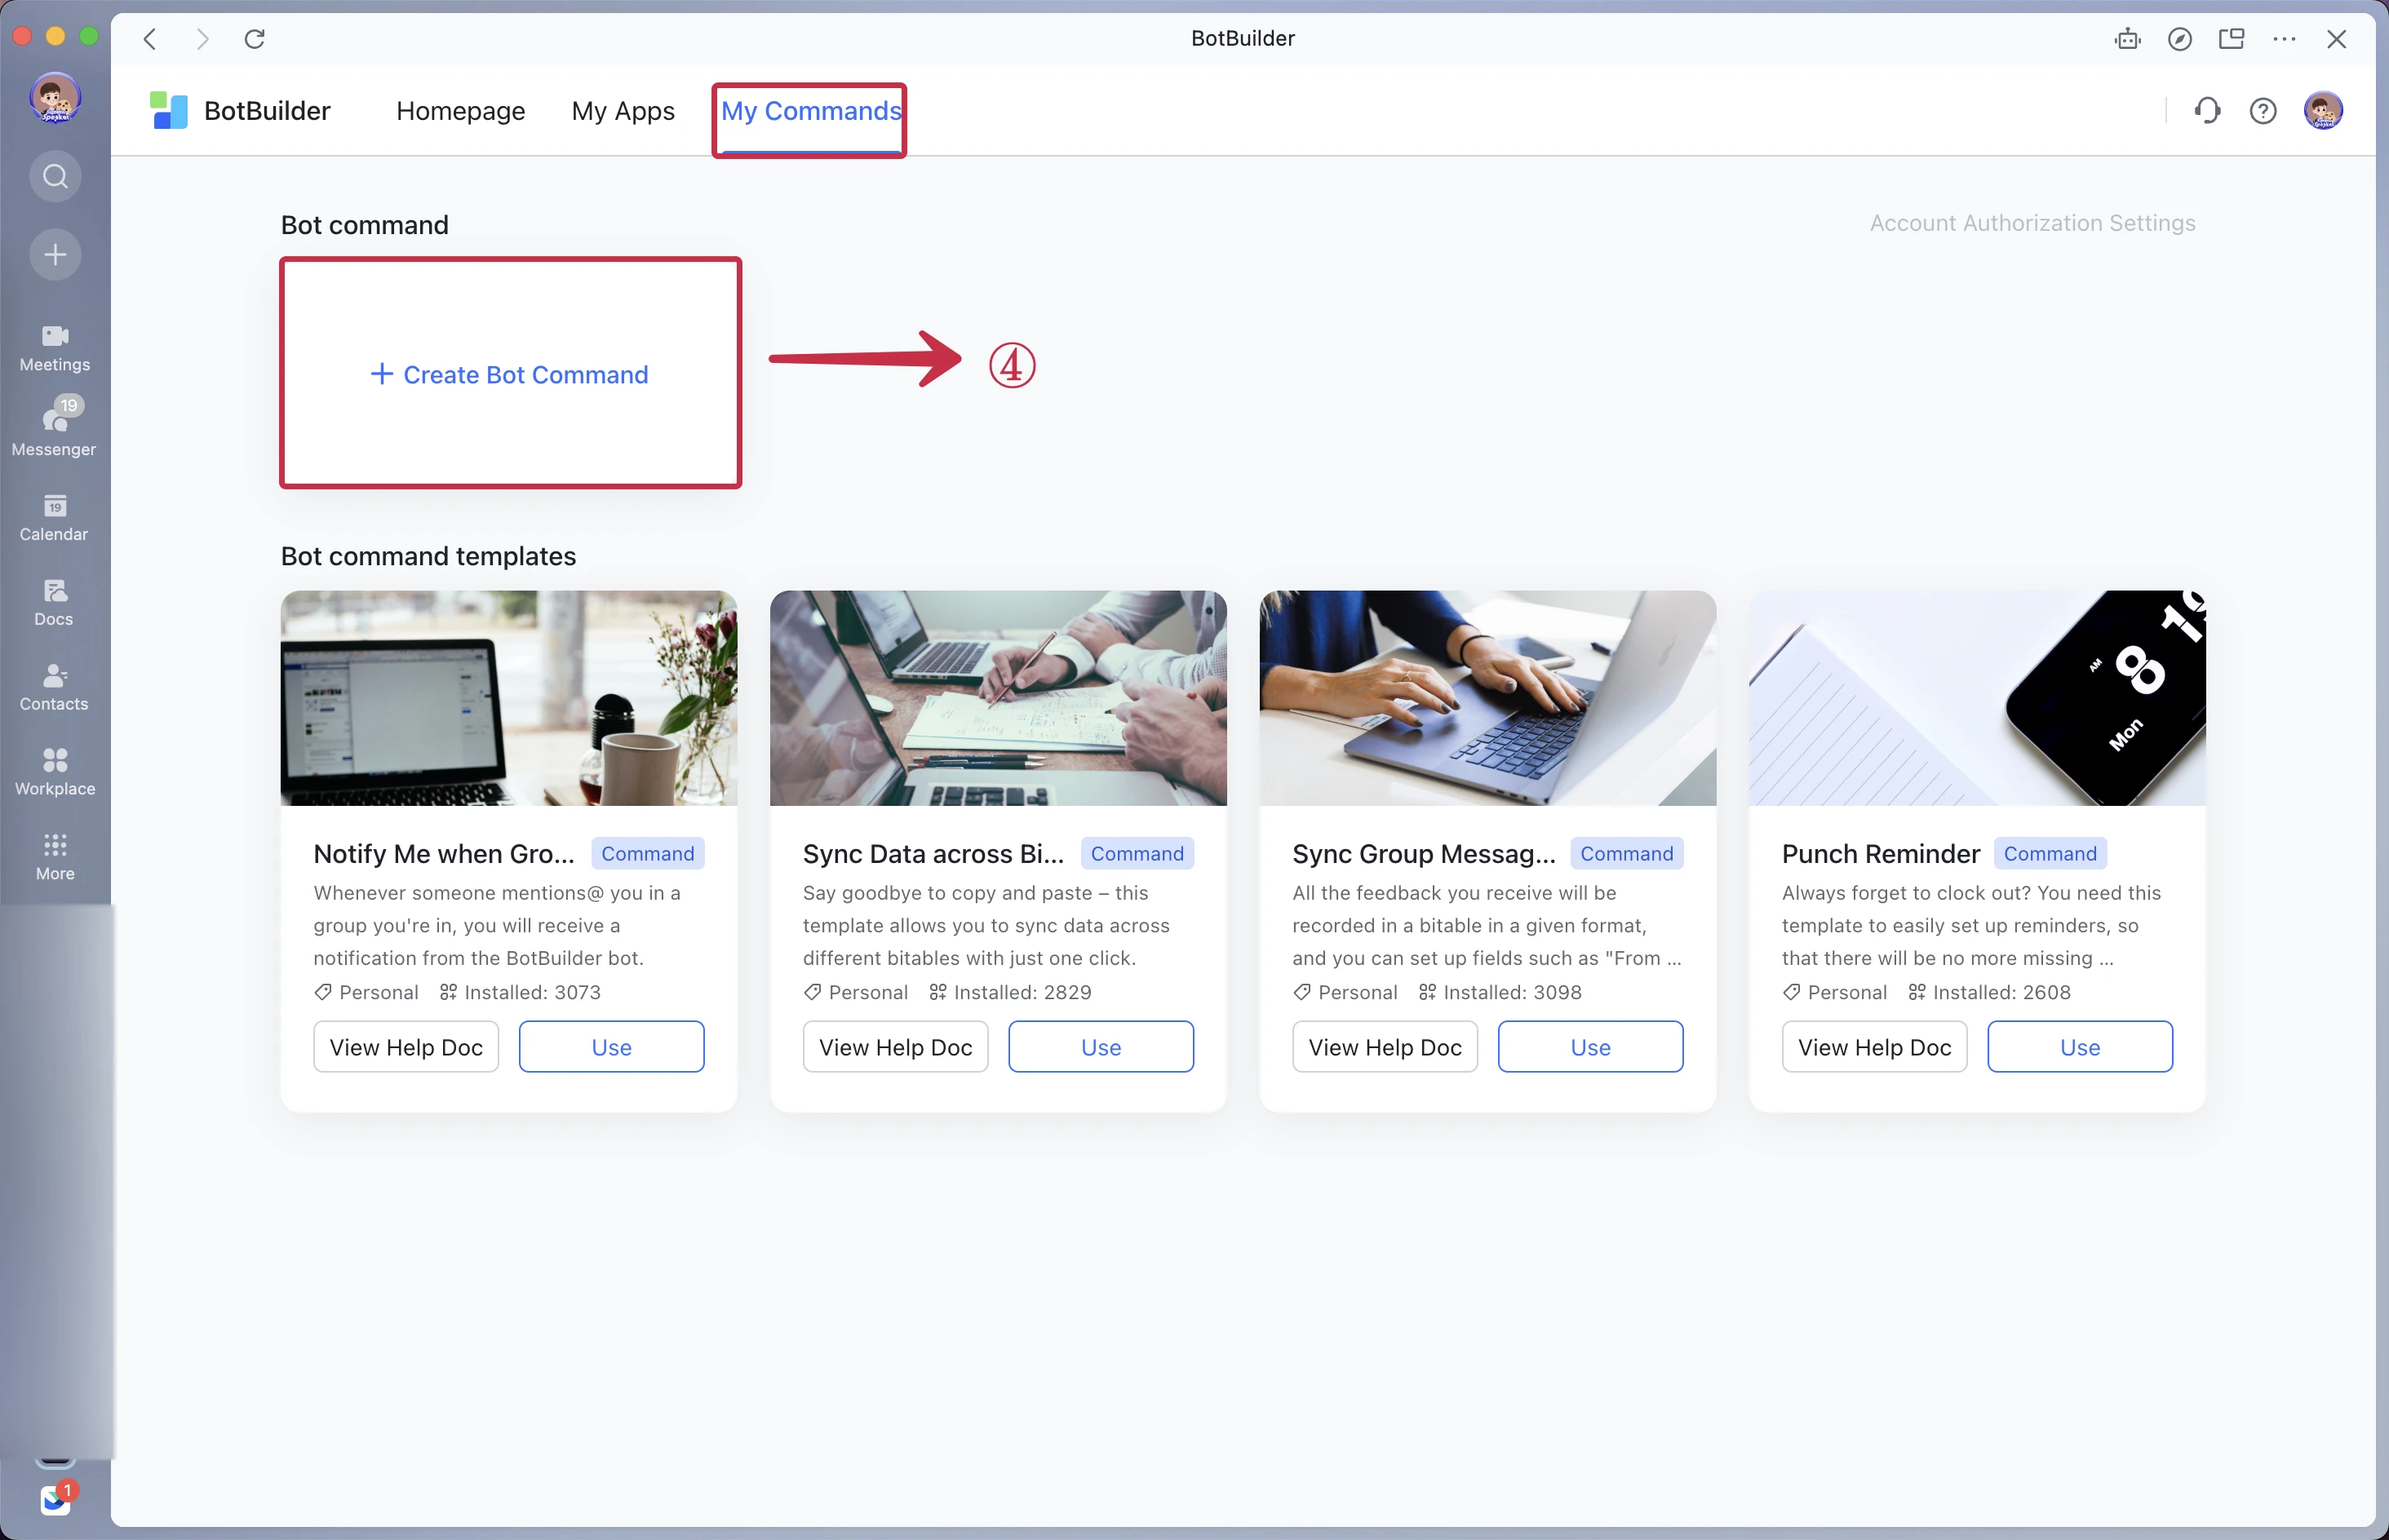 BotBuilder
BotBuilder
Homepage
My Apps
My Commands
Meetings
19
Messenger
19
Calendar
Docs
Contacts
Workplace
More
1
Bot command
Account Authorization Settings
+ Create Bot Command
④
Bot command templates
AM
8
19
Mon
Notify Me when Gro...
Command
Whenever someone mentions@ you in a
group you're in, you will receive a
notification from the BotBuilder bot.
Personal
Installed: 3073
View Help Doc
Use
Sync Data across Bi...
Command
Say goodbye to copy and paste – this
template allows you to sync data across
different bitables with just one click.
Personal
Installed: 2829
View Help Doc
Use
Sync Group Messag...
Command
All the feedback you receive will be
recorded in a bitable in a given format,
and you can set up fields such as "From ...
Personal
Installed: 3098
View Help Doc
Use
Punch Reminder
Command
Always forget to clock out? You need this
template to easily set up reminders, so
that there will be no more missing ...
Personal
Installed: 2608
View Help Doc
Use